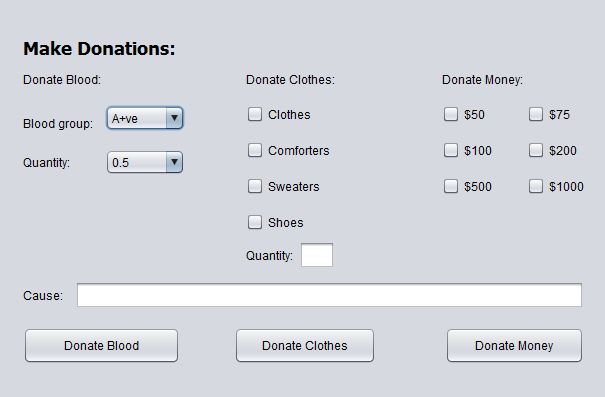 Make Donations:
Donate Blood: Donate Clothes: Donate Money:
Blood group: A+ve Clothes $50 $75
Quantity: 0.5 Comforters $100 $200
Sweaters $500 $1000
Shoes
Quantity:
Cause:
Donate Blood Donate Clothes Donate Money